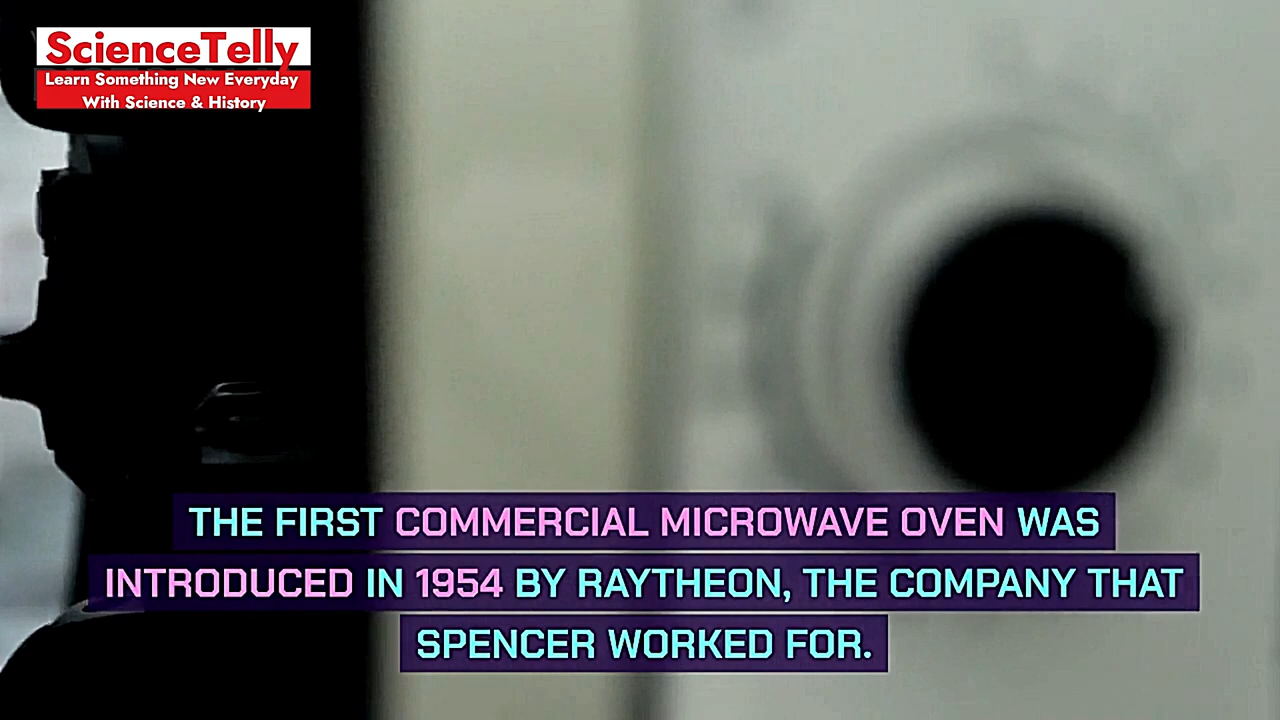 ScienceTelly
Learn Something New Everyday
With Science & History
THE FIRST COMMERCIAL MICROWAVE OVEN WAS
INTRODUCED IN 1954 BY RAYTHEON, THE COMPANY THAT
SPENCER WORKED FOR.